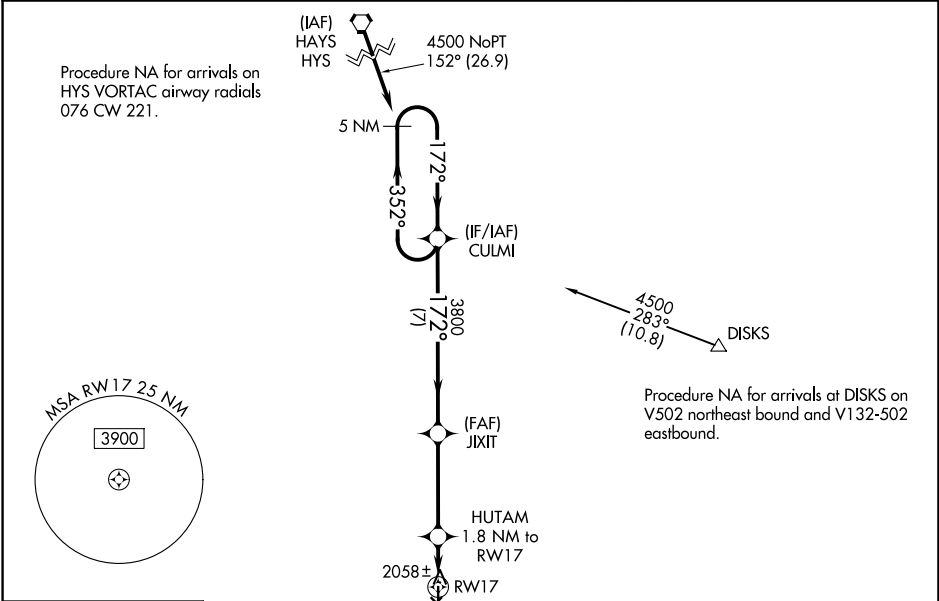 (IAF)
HAYS
HYS
4500 NoPT
152° (26.9)
Procedure NA for arrivals on
HYS VORTAC airway radials
076 CW 221.
5 NM
172°
352°
(IF/IAF)
CULMI
3800
172°
(7)
4500
283°
(10.8)
DISKS
Procedure NA for arrivals at DISKS on
V502 northeast bound and V132-502
eastbound.
MSA RW17 25 NM
3900
(FAF)
JIXIT
HUTAM
1.8 NM to
RW17
2058±
RW17